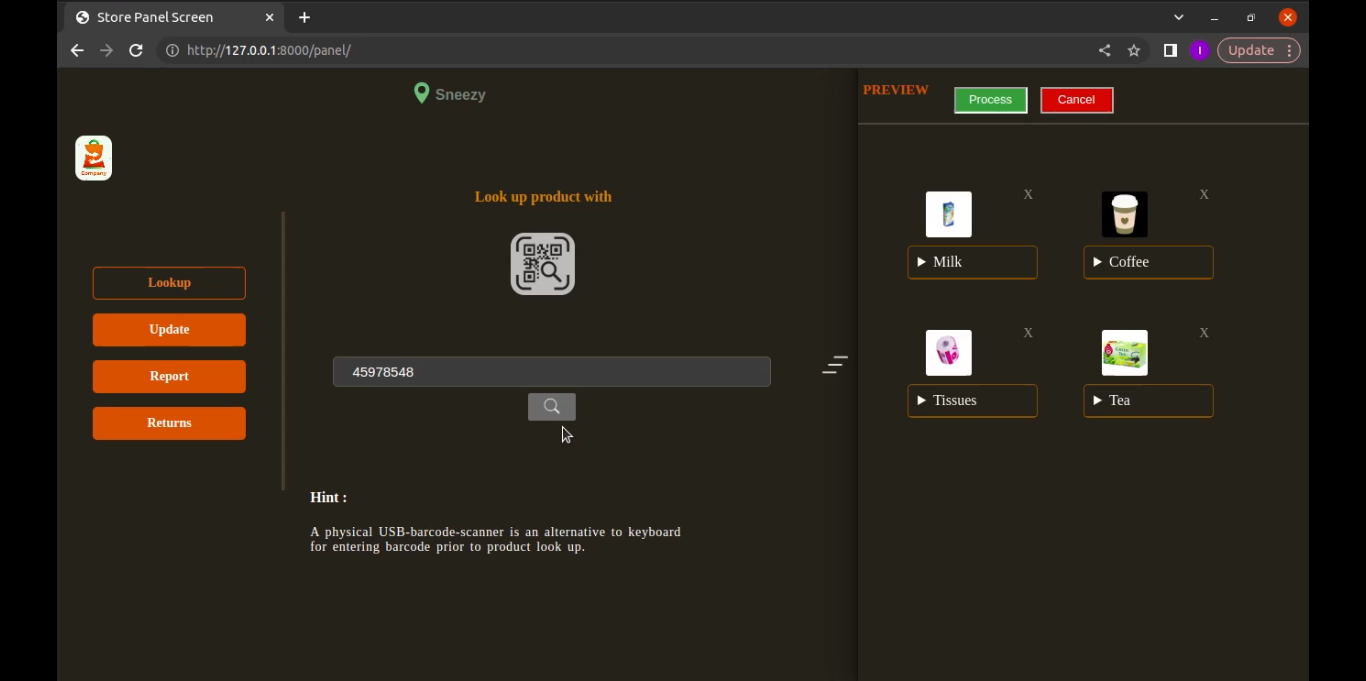 Store Panel Screen
http://127.0.0.1:8000/panel/
I
Update
Sneezy
Company
Look up product with
Lookup
Update
Report
Returns
45978548
Hint :
A physical USB-barcode-scanner is an alternative to keyboard
for entering barcode prior to product look up.
PREVIEW
Process
Cancel
X
X
Milk
Coffee
X
X
Tissues
Tea